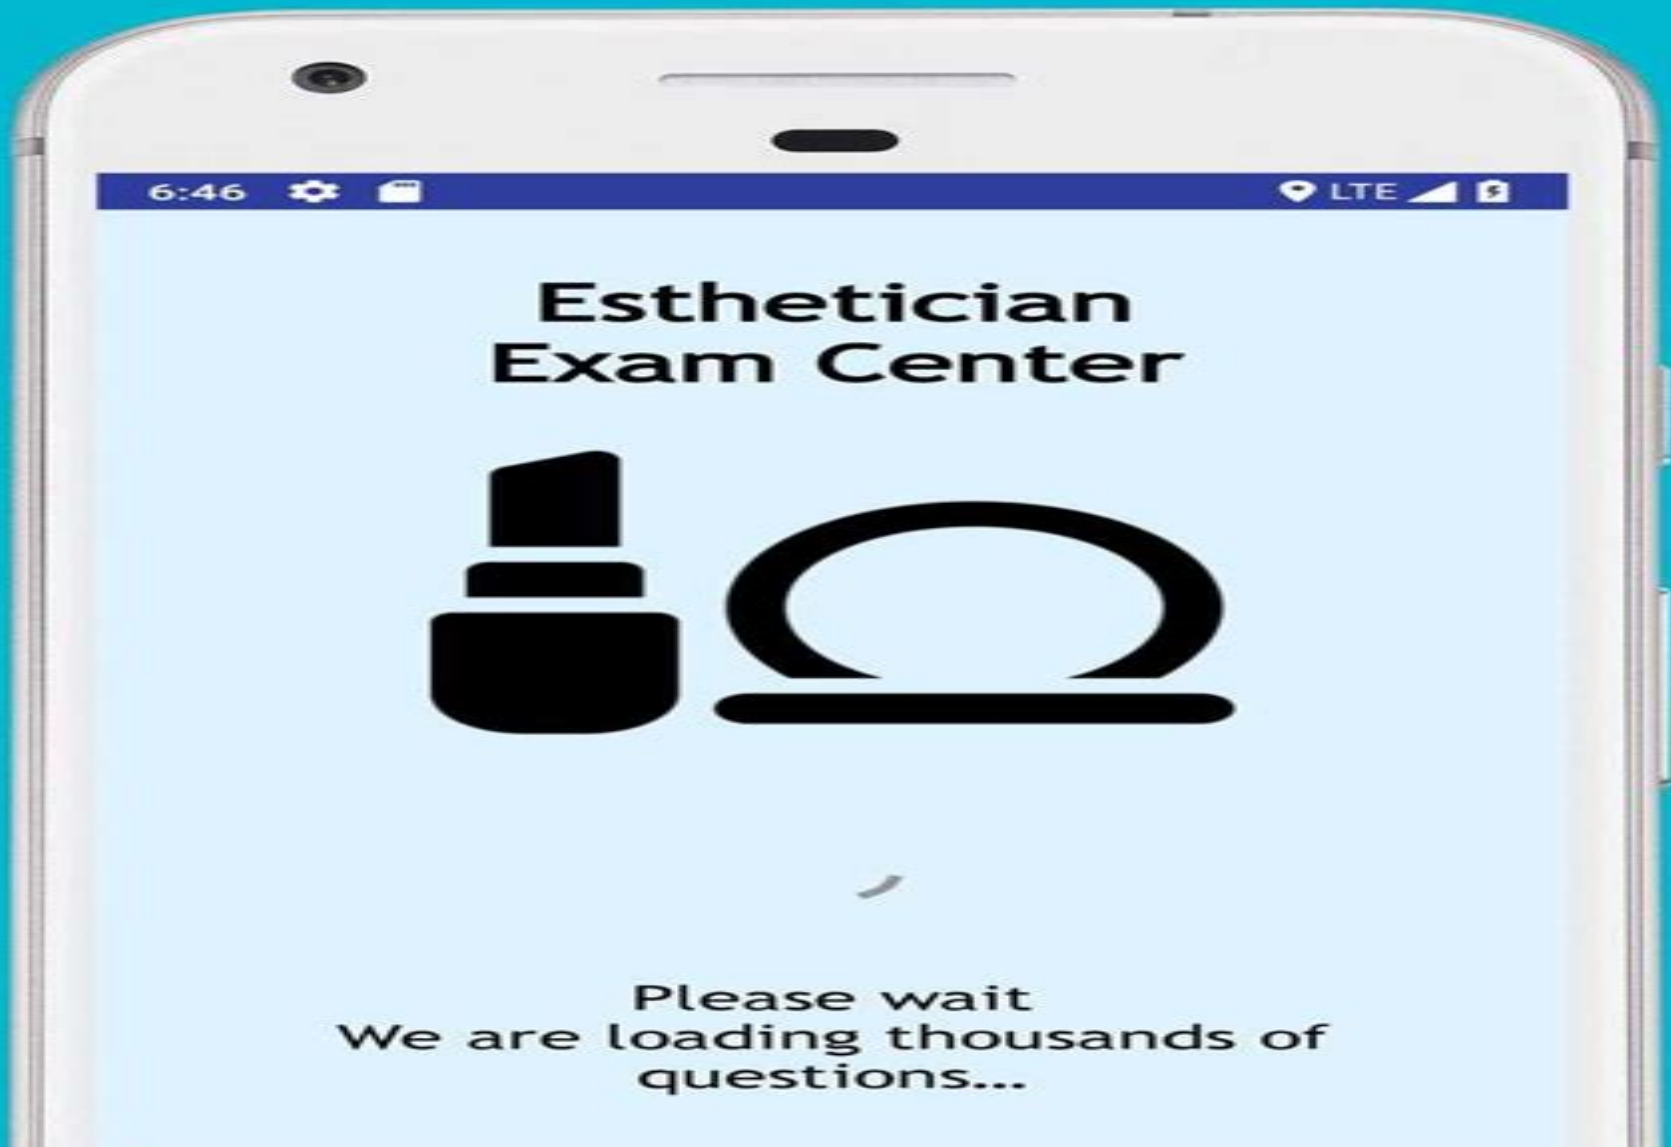 6:46 LTE
Esthetician
Exam Center
Please wait
We are loading thousands of
questions...